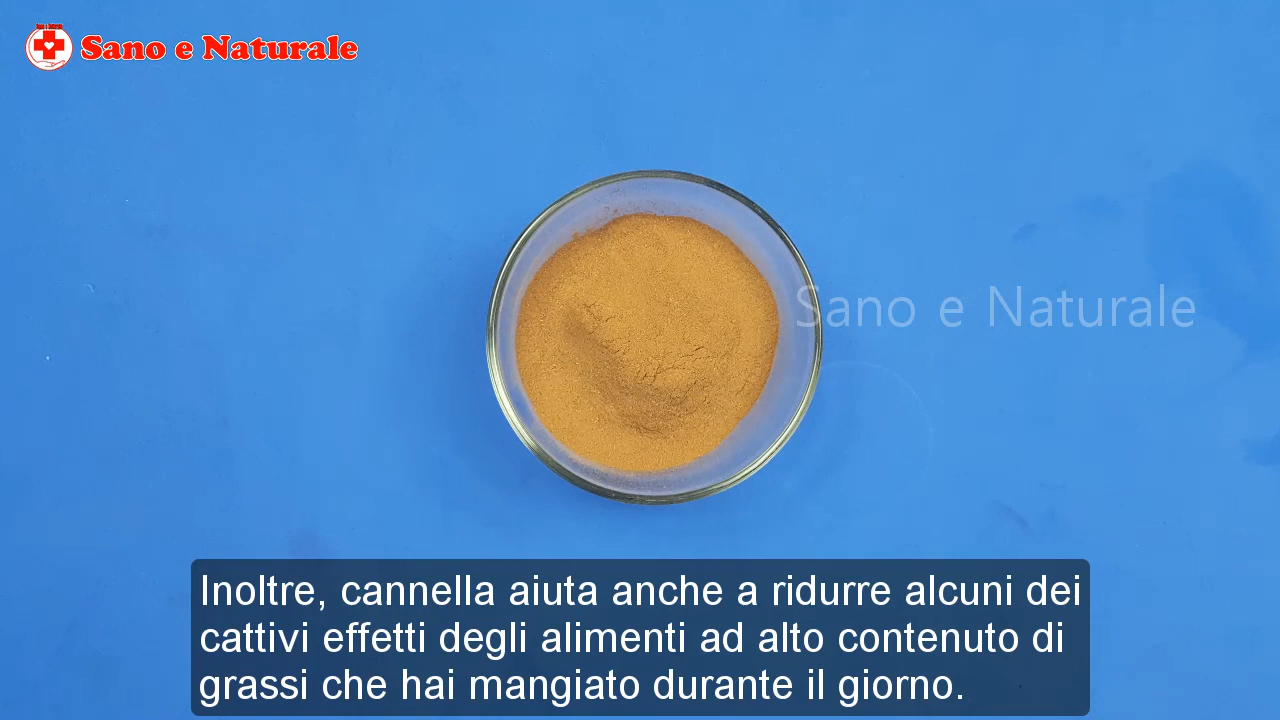 Sano e Naturale
Sano e Naturale
Inoltre, cannella aiuta anche a ridurre alcuni dei
cattivi effetti degli alimenti ad alto contenuto di
grassi che hai mangiato durante il giorno.